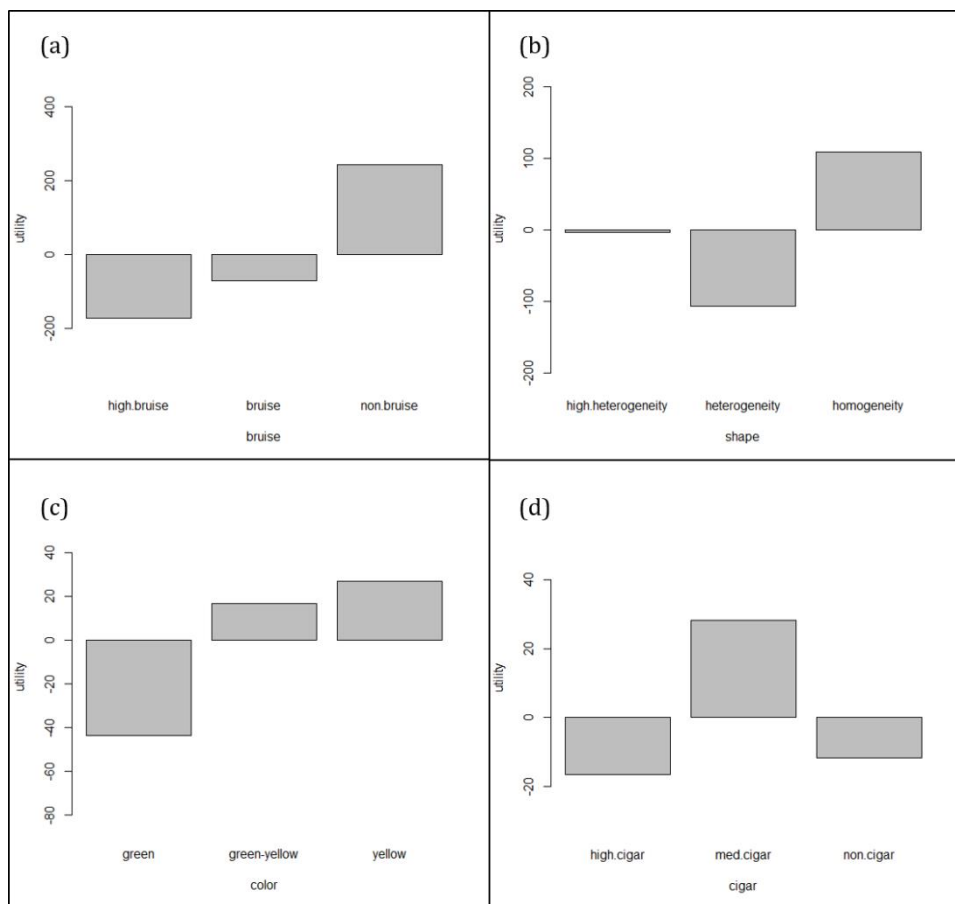 (a)
400
200
0
-200
utility
high.bruise bruise non.bruise
bruise
(b)
200
100
0
-100
-200
utility
high.heterogeneity heterogeneity homogeneity
shape
(c)
40
20
0
-20
-40
-60
-80
utility
green green-yellow yellow
color
(d)
40
20
0
-20
utility
high.cigar med.cigar non.cigar
cigar